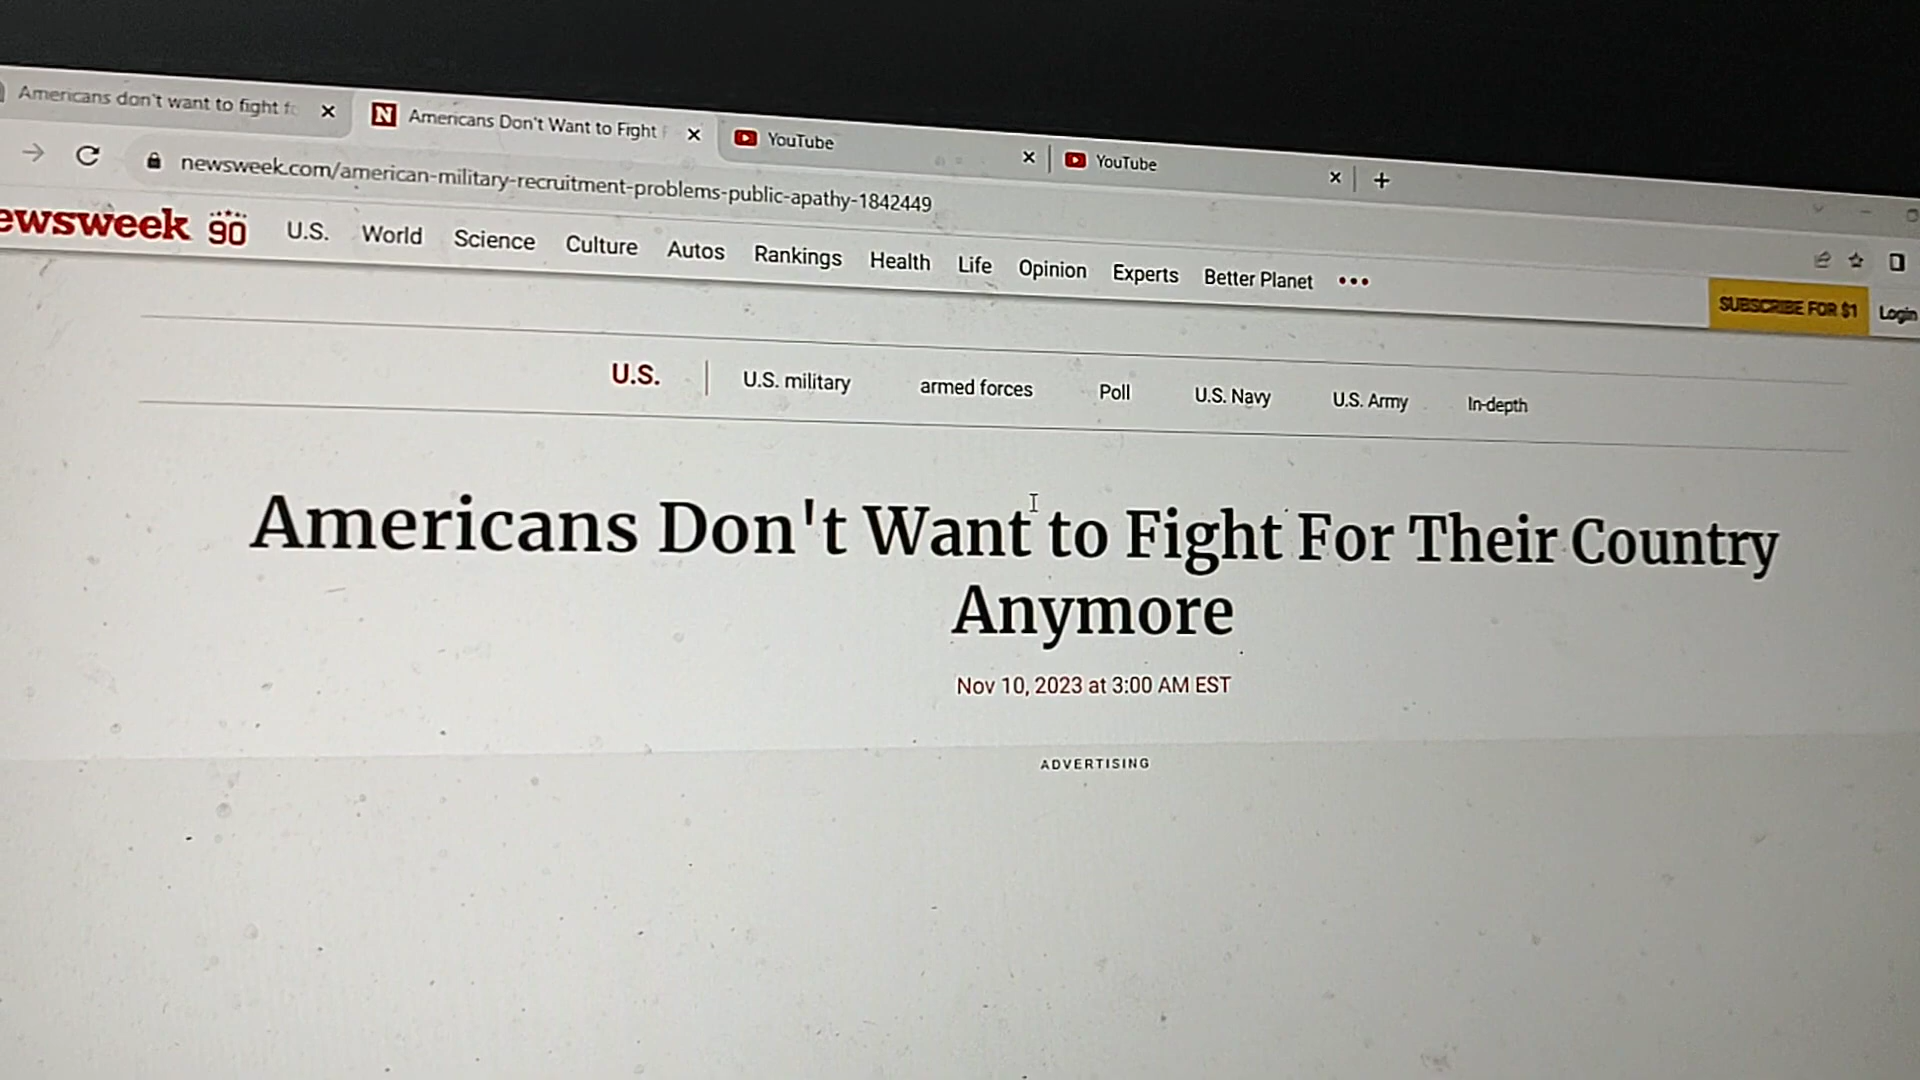 Americans don't want to fight fo
Americans Don't Want to Fight F
YouTube
YouTube
newsweek.com/american-military-recruitment-problems-public-apathy-1842449
ewsweek 90
U.S. World Science Culture Autos Rankings Health Life Opinion Experts Better Planet
SUBSCRIBE FOR $1 Login
U.S. U.S. military armed forces Poll U.S. Navy U.S. Army In-depth
Americans Don't Want to Fight For Their Country
Anymore
Nov 10, 2023 at 3:00 AM EST
ADVERTISING